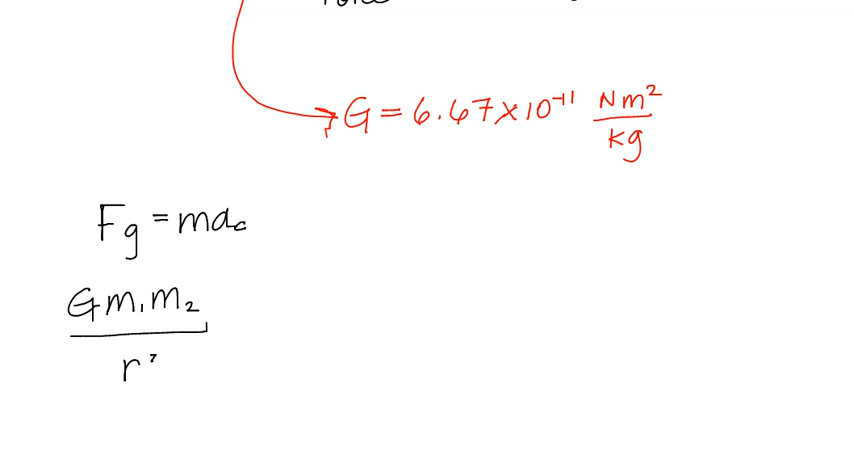 G = 6.67 x 10⁻¹¹ Nm²/kg
Fg = mac
Gm₁m₂
r²